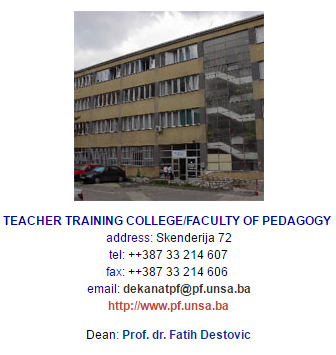 TEACHER TRAINING COLLEGE/FACULTY OF PEDAGOGY
address: Skenderija 72
tel: ++387 33 214 607
fax: ++387 33 214 606
email: dekanatpf@pf.unsa.ba
http://www.pf.unsa.ba
Dean: Prof. dr. Fatih Destovic